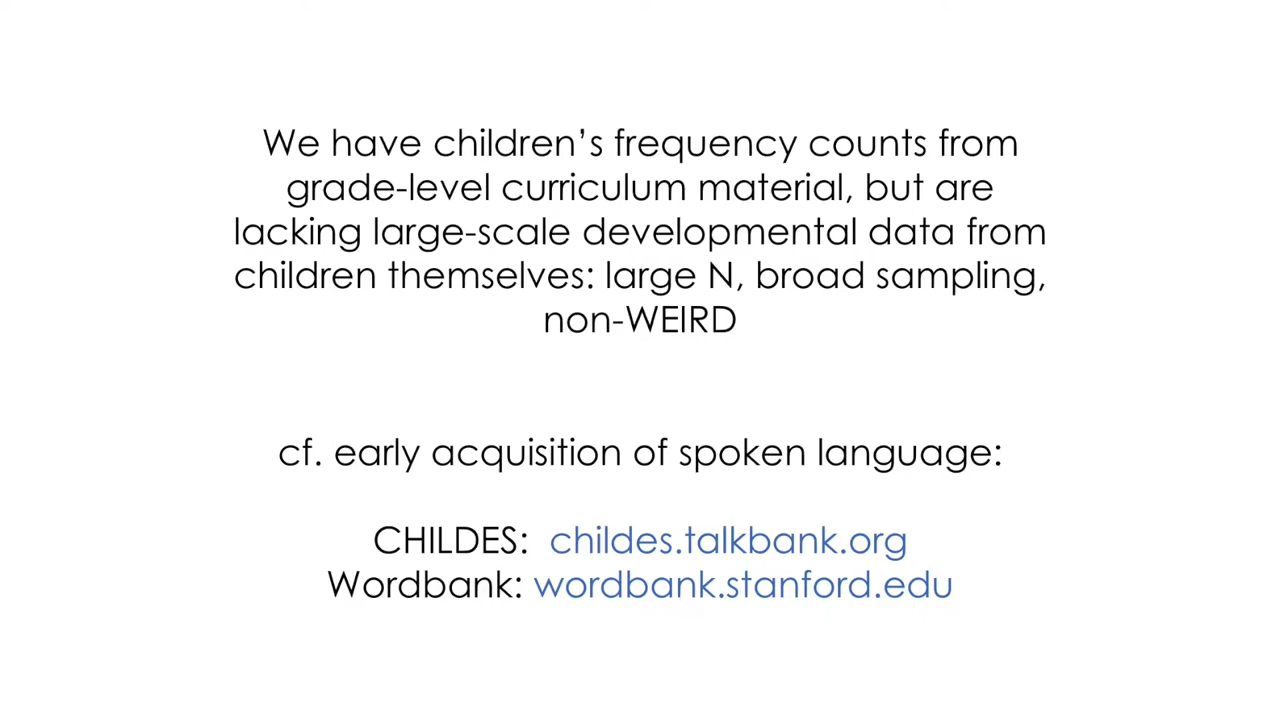 We have children’s frequency counts from
grade-level curriculum material, but are
lacking large-scale developmental data from
children themselves: large N, broad sampling,
non-WEIRD
cf. early acquisition of spoken language:
CHILDES: childes.talkbank.org
Wordbank: wordbank.stanford.edu